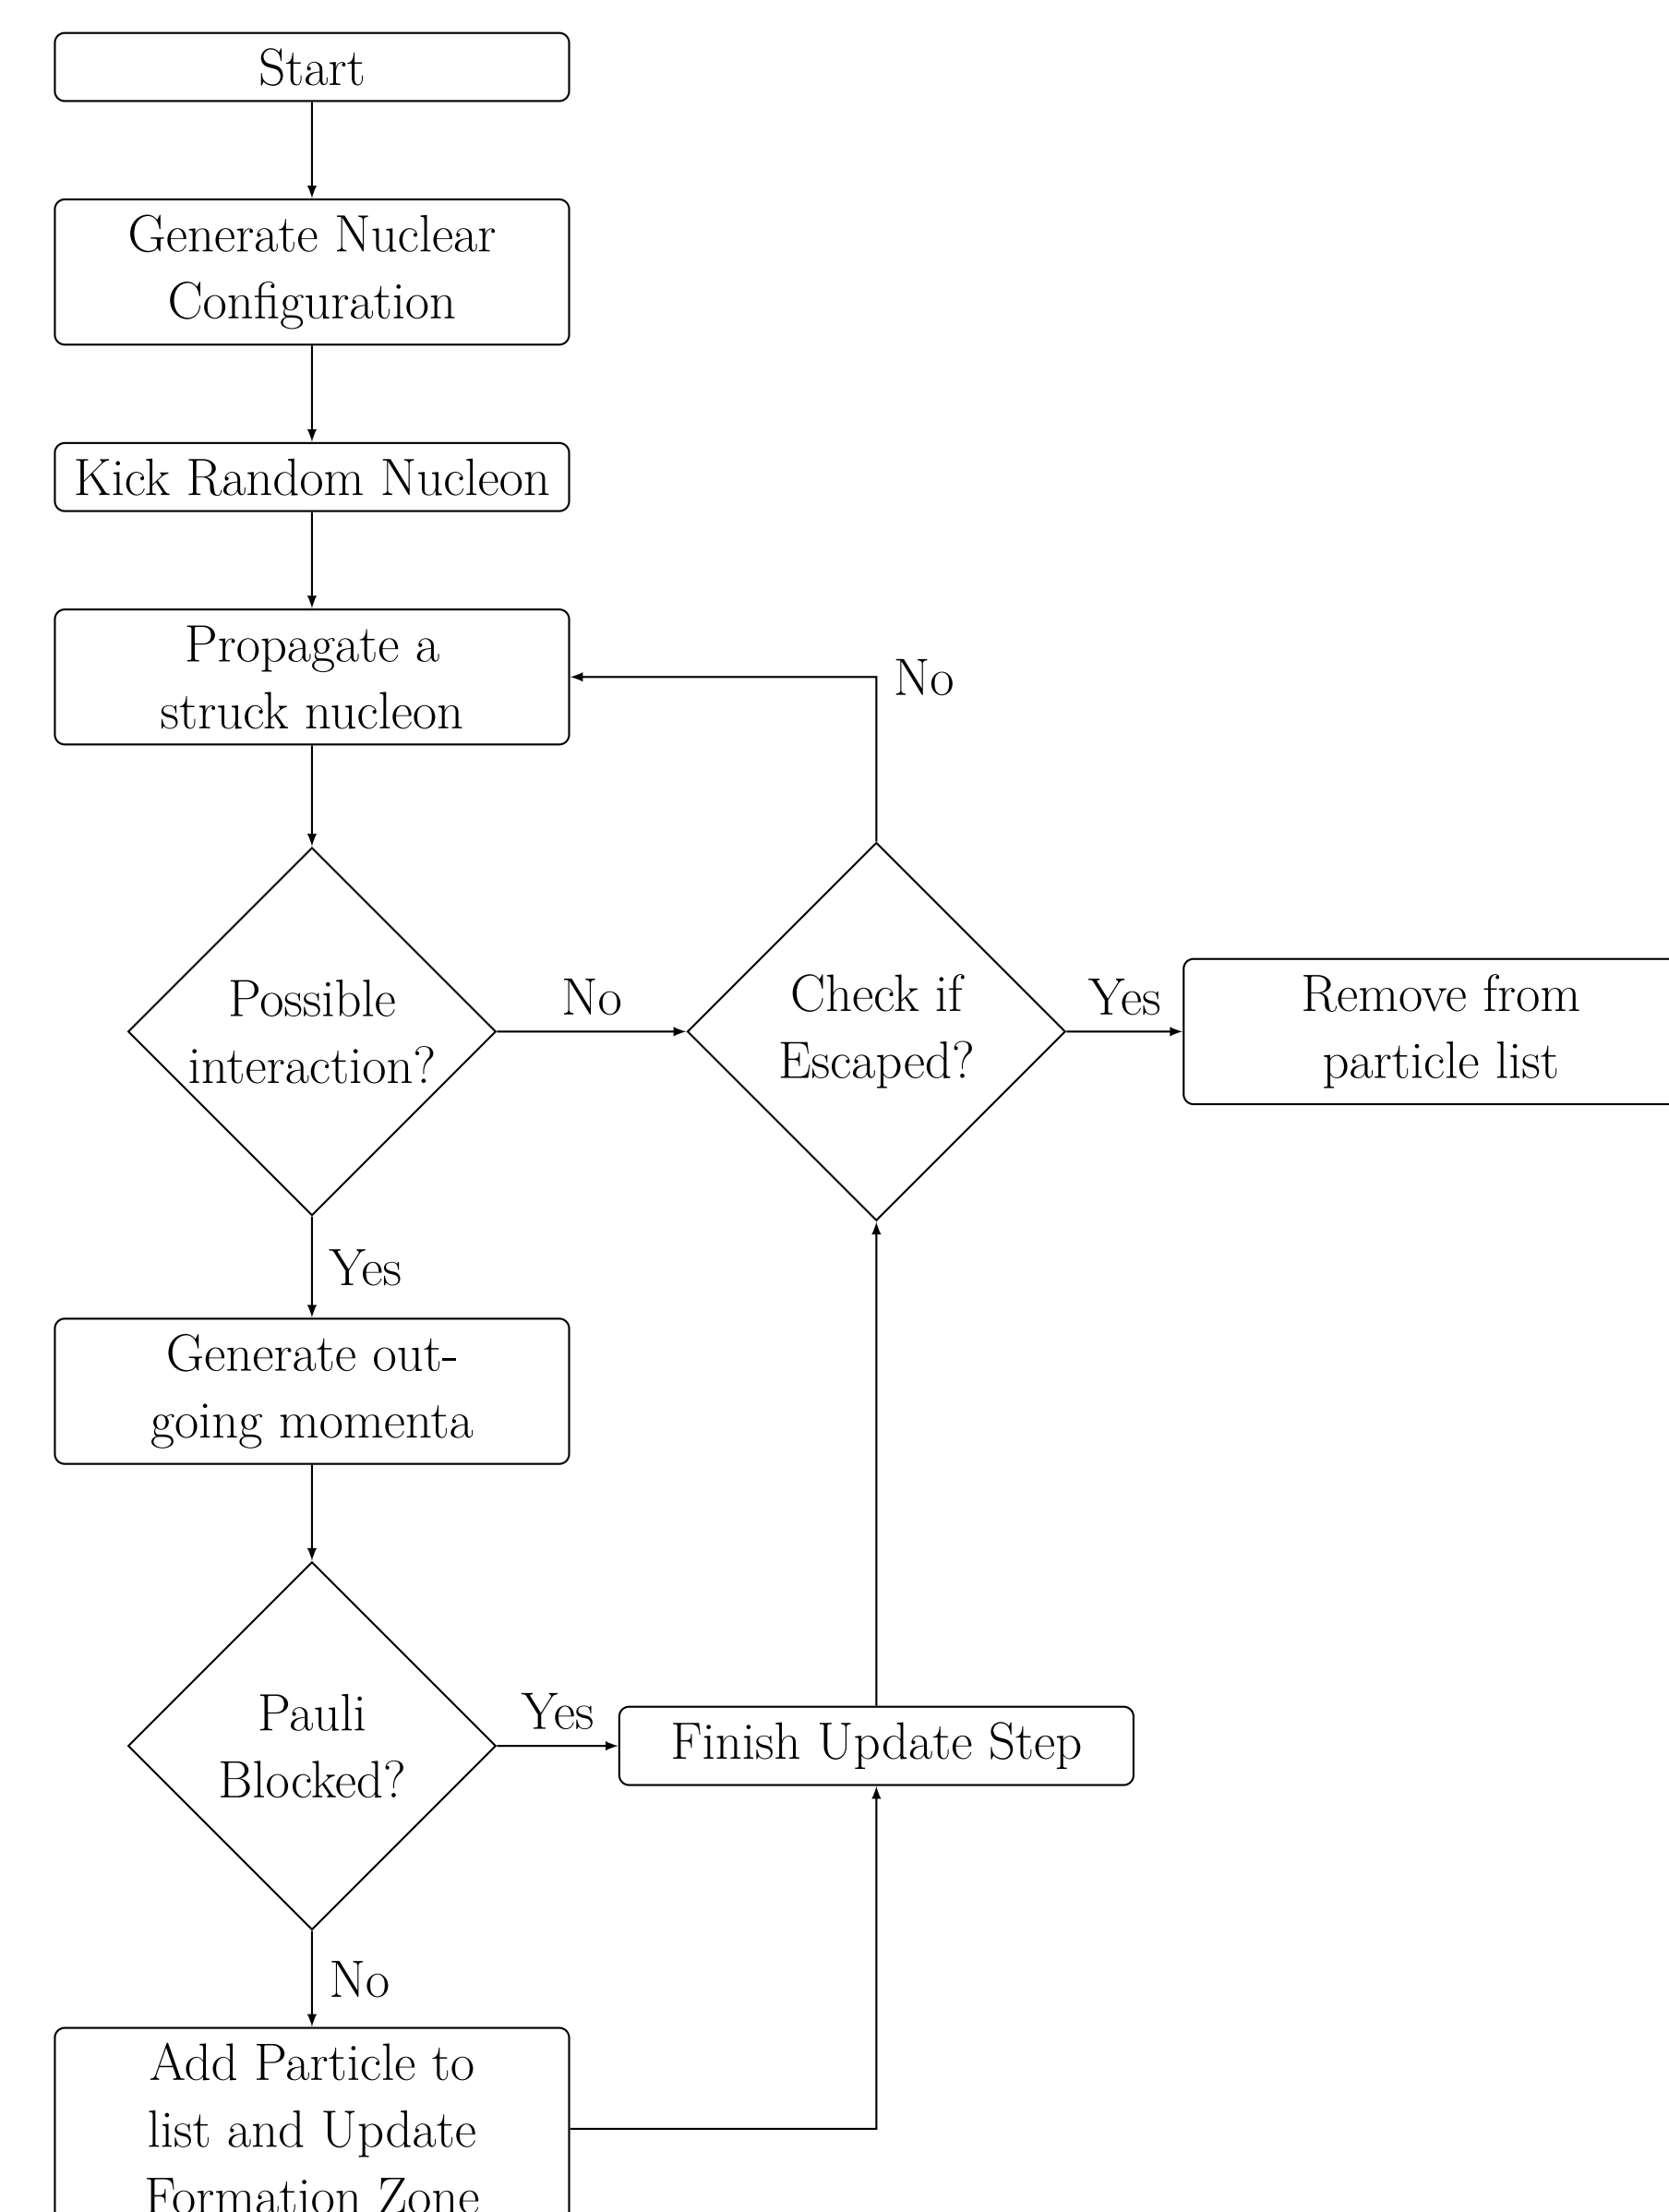 Start
Generate Nuclear
Configuration
Kick Random Nucleon
Propagate a
struck nucleon
No
Possible
interaction?
No
Check if
Escaped?
Yes
Remove from
particle list
Yes
Generate out-
going momenta
Pauli
Blocked?
Yes
Finish Update Step
No
Add Particle to
list and Update
Formation Zone